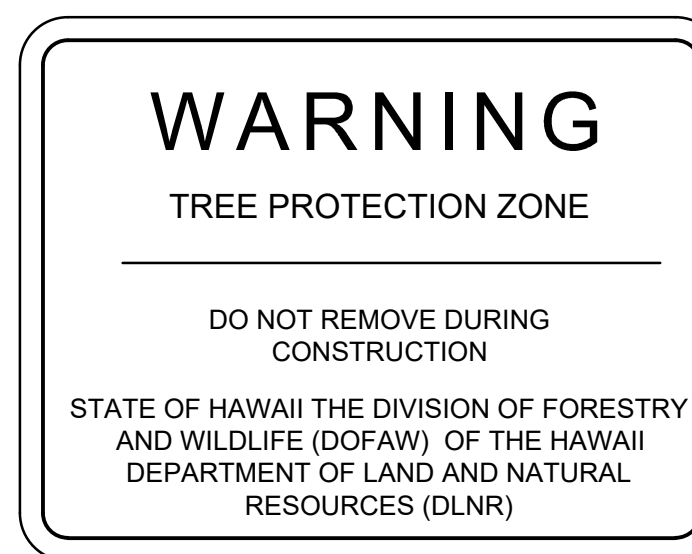 WARNING
TREE PROTECTION ZONE
DO NOT REMOVE DURING
CONSTRUCTION
STATE OF HAWAII THE DIVISION OF FORESTRY
AND WILDLIFE (DOFAW)  OF THE HAWAII
DEPARTMENT OF LAND AND NATURAL
RESOURCES (DLNR)